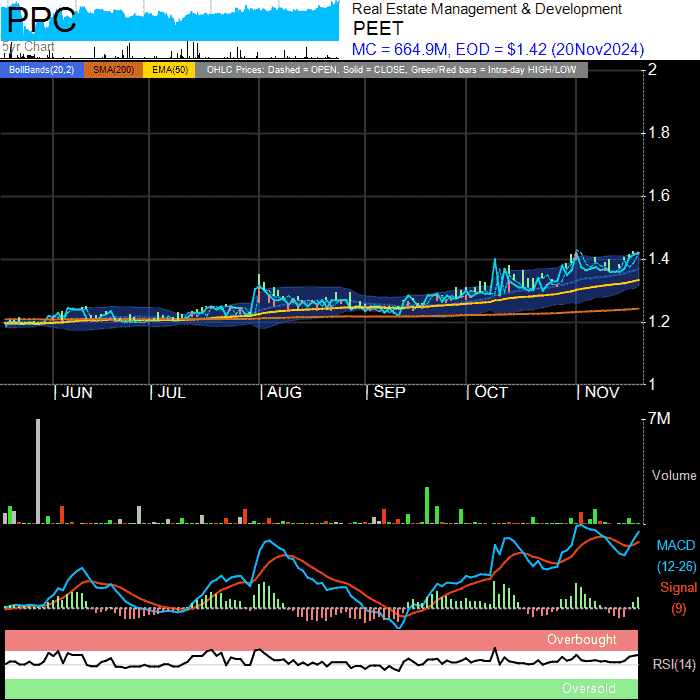 PPC
5yr Chart
Real Estate Management & Development
PEET
MC = 664.9M, EOD = $1.42 (20Nov2024)
BollBands(20,2) SMA(200) EMA(50) OHLC Prices: Dashed = OPEN, Solid = CLOSE, Green/Red bars = Intra-day HIGH/LOW
2
1.8
1.6
1.4
1.2
1
JUN JUL AUG SEP OCT NOV
7M
Volume
MACD
(12-26)
Signal
(9)
Overbought
RSI(14)
Oversold